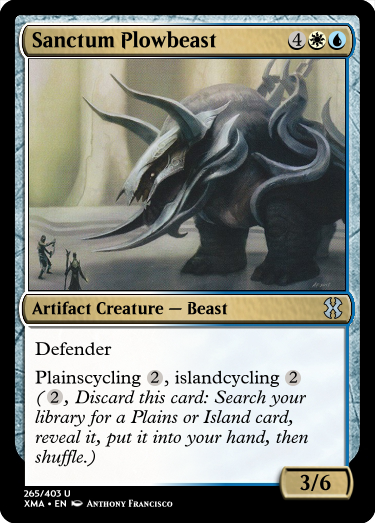 Sanctum Plowbeast 4
Artifact Creature — Beast
Defender
Plainscycling 2, islandcycling 2
( 2, Discard this card: Search your
library for a Plains or Island card,
reveal it, put it into your hand, then
shuffle.)
3/6
265/403 U
XMA • EN Anthony Francisco